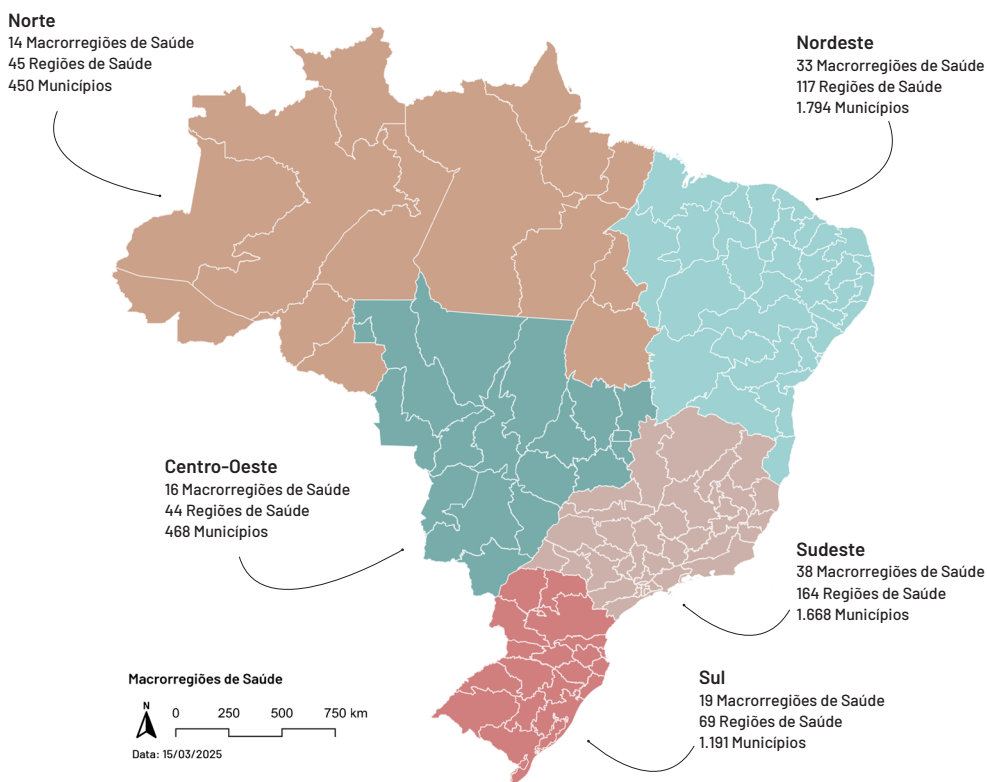 Norte
14 Macrorregiões de Saúde
45 Regiões de Saúde
450 Municípios
Nordeste
33 Macrorregiões de Saúde
117 Regiões de Saúde
1.794 Municípios
Centro-Oeste
16 Macrorregiões de Saúde
44 Regiões de Saúde
468 Municípios
Sudeste
38 Macrorregiões de Saúde
164 Regiões de Saúde
1.668 Municípios
Sul
19 Macrorregiões de Saúde
69 Regiões de Saúde
1.191 Municípios
Macrorregiões de Saúde
N
0 250 500 750 km
Data: 15/03/2025